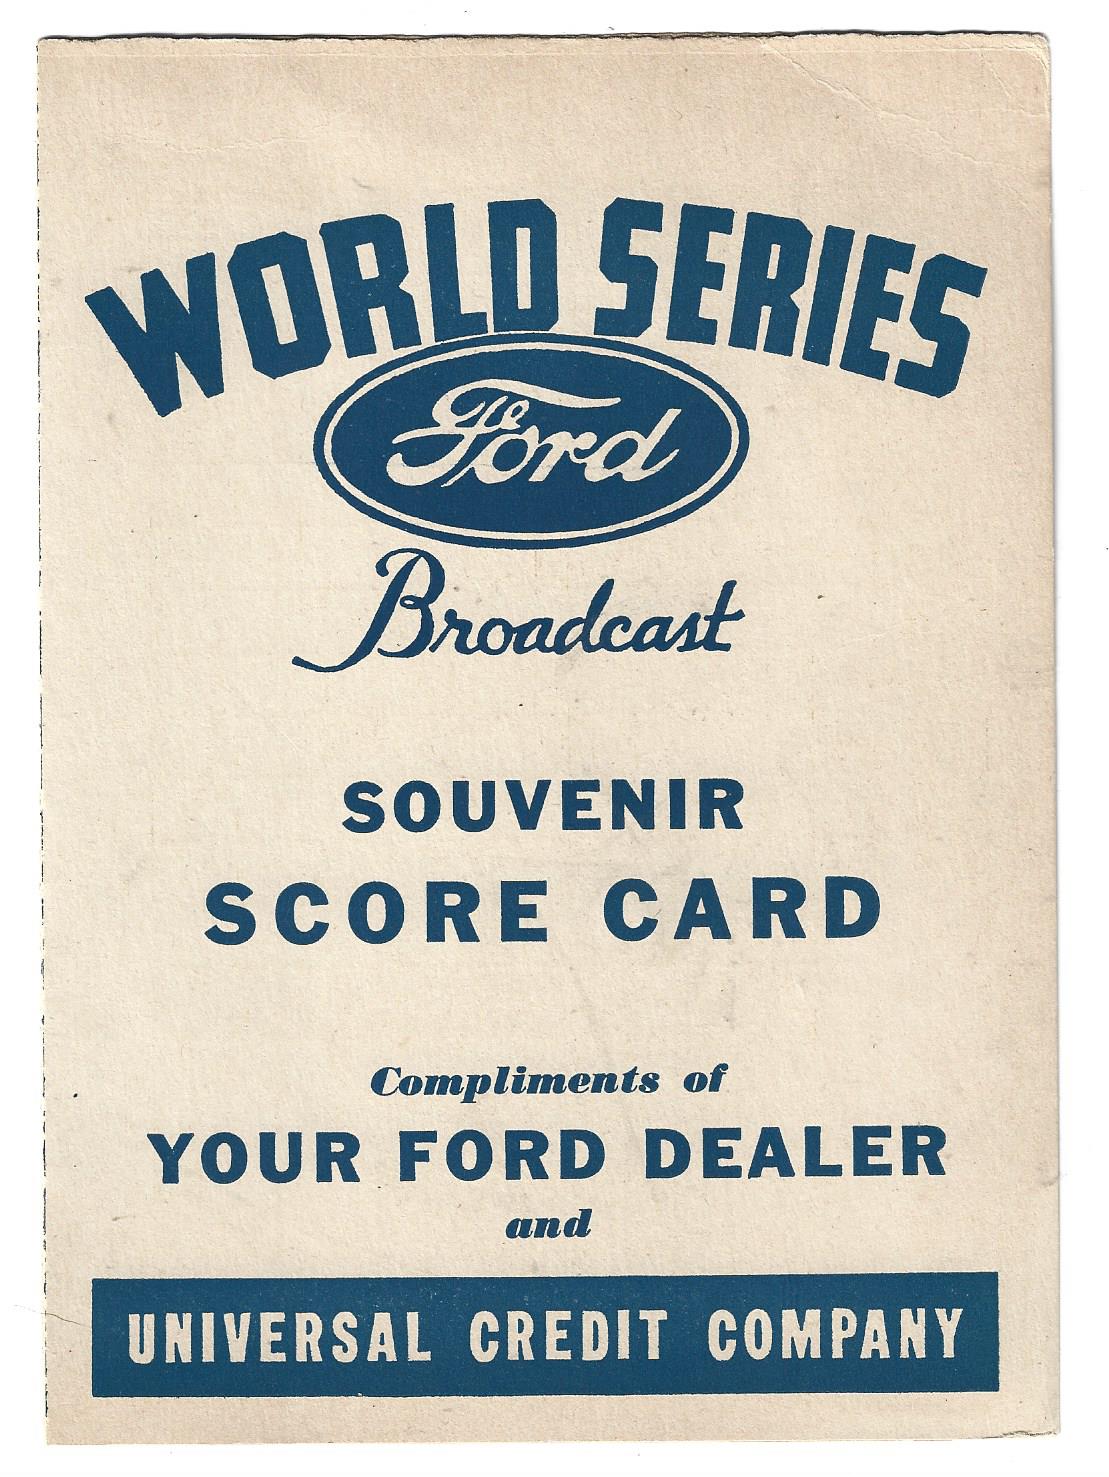 WORLD SERIES
Ford
Broadcast
SOUVENIR
SCORE CARD
Compliments of
YOUR FORD DEALER
and
UNIVERSAL CREDIT COMPANY